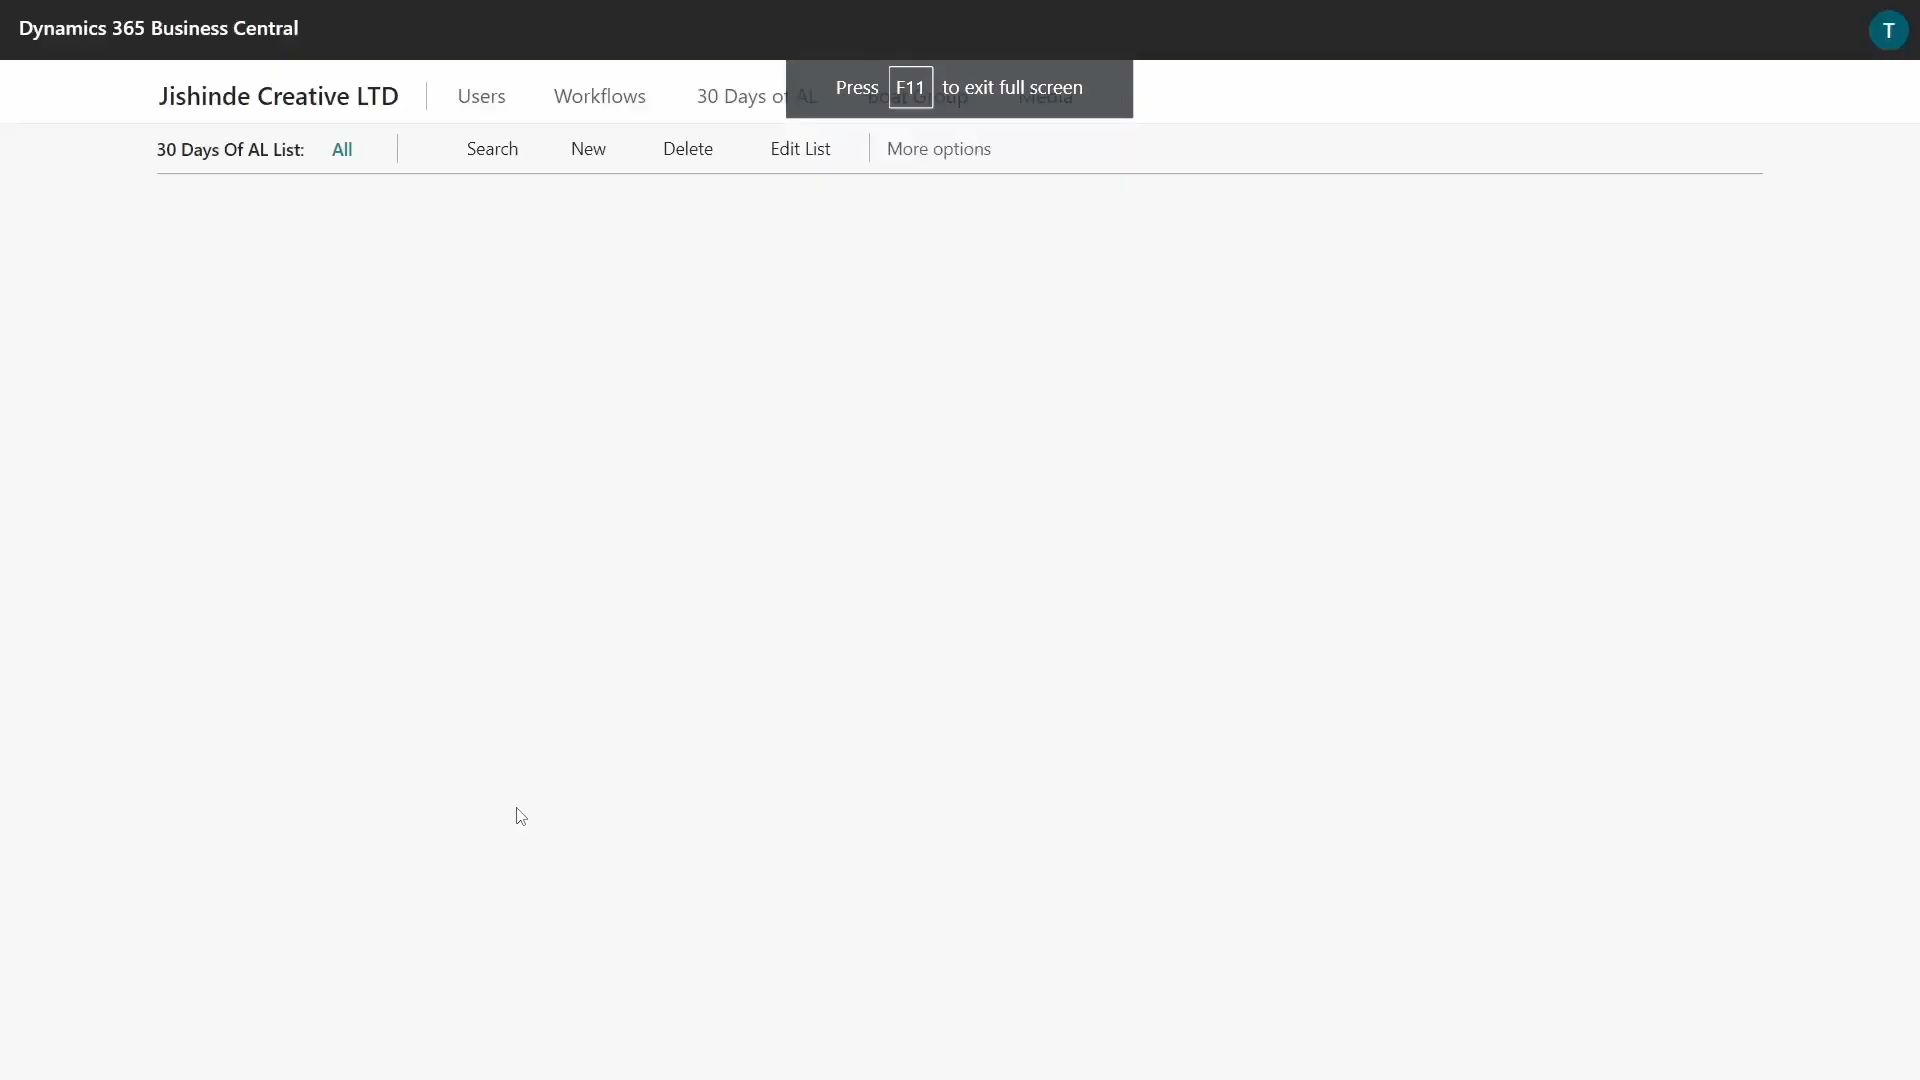 Dynamics 365 Business Central
T
Jishinde Creative LTD Users Workflows 30 Days of AL Group Media
Press F11 to exit full screen
30 Days Of AL List: All Search New Delete Edit List More options